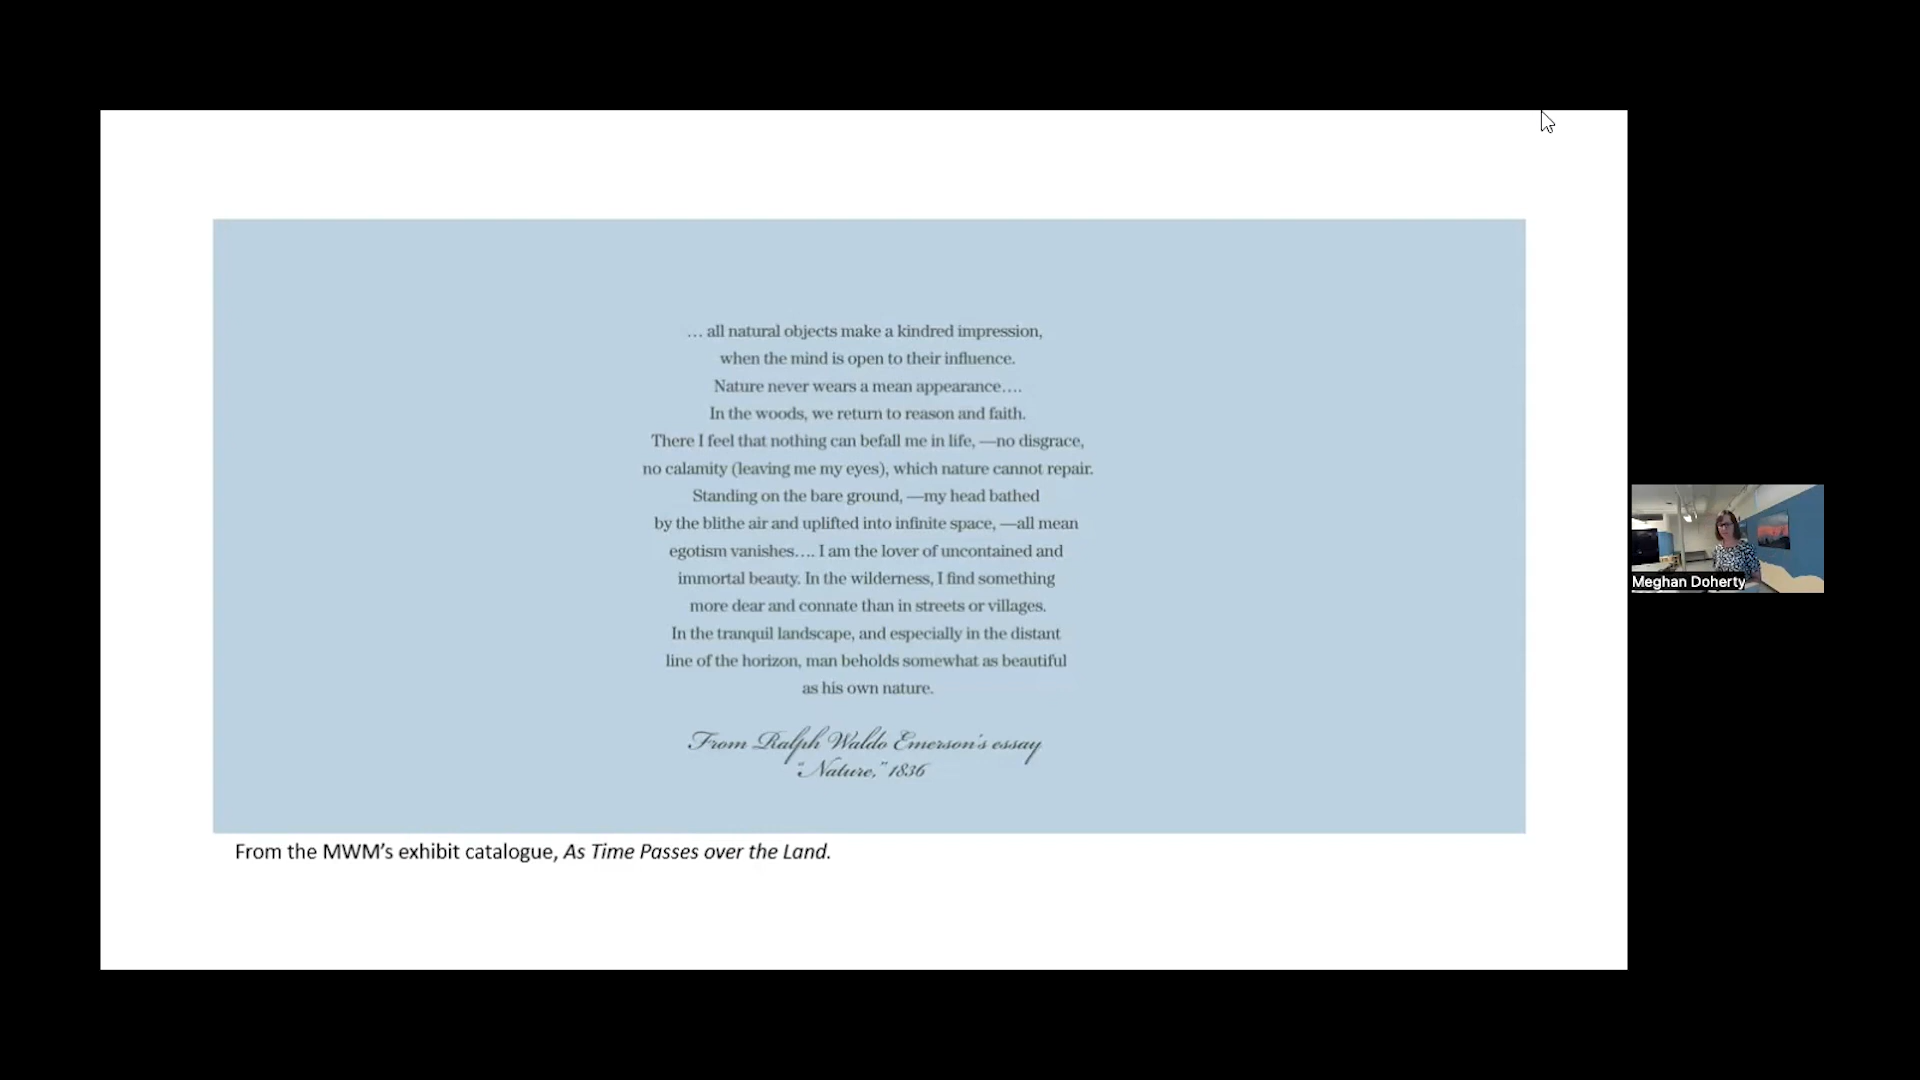 … all natural objects make a kindred impression,
when the mind is open to their influence.
Nature never wears a mean appearance….
In the woods, we return to reason and faith.
There I feel that nothing can befall me in life, —no disgrace,
no calamity (leaving me my eyes), which nature cannot repair.
Standing on the bare ground, —my head bathed
by the blithe air and uplifted into infinite space, —all mean
egotism vanishes…. I am the lover of uncontained and
immortal beauty. In the wilderness, I find something
more dear and connate than in streets or villages.
In the tranquil landscape, and especially in the distant
line of the horizon, man beholds somewhat as beautiful
as his own nature.
From Ralph Waldo Emerson's essay
"Nature," 1836
From the MWM’s exhibit catalogue, As Time Passes over the Land.
Meghan Doherty